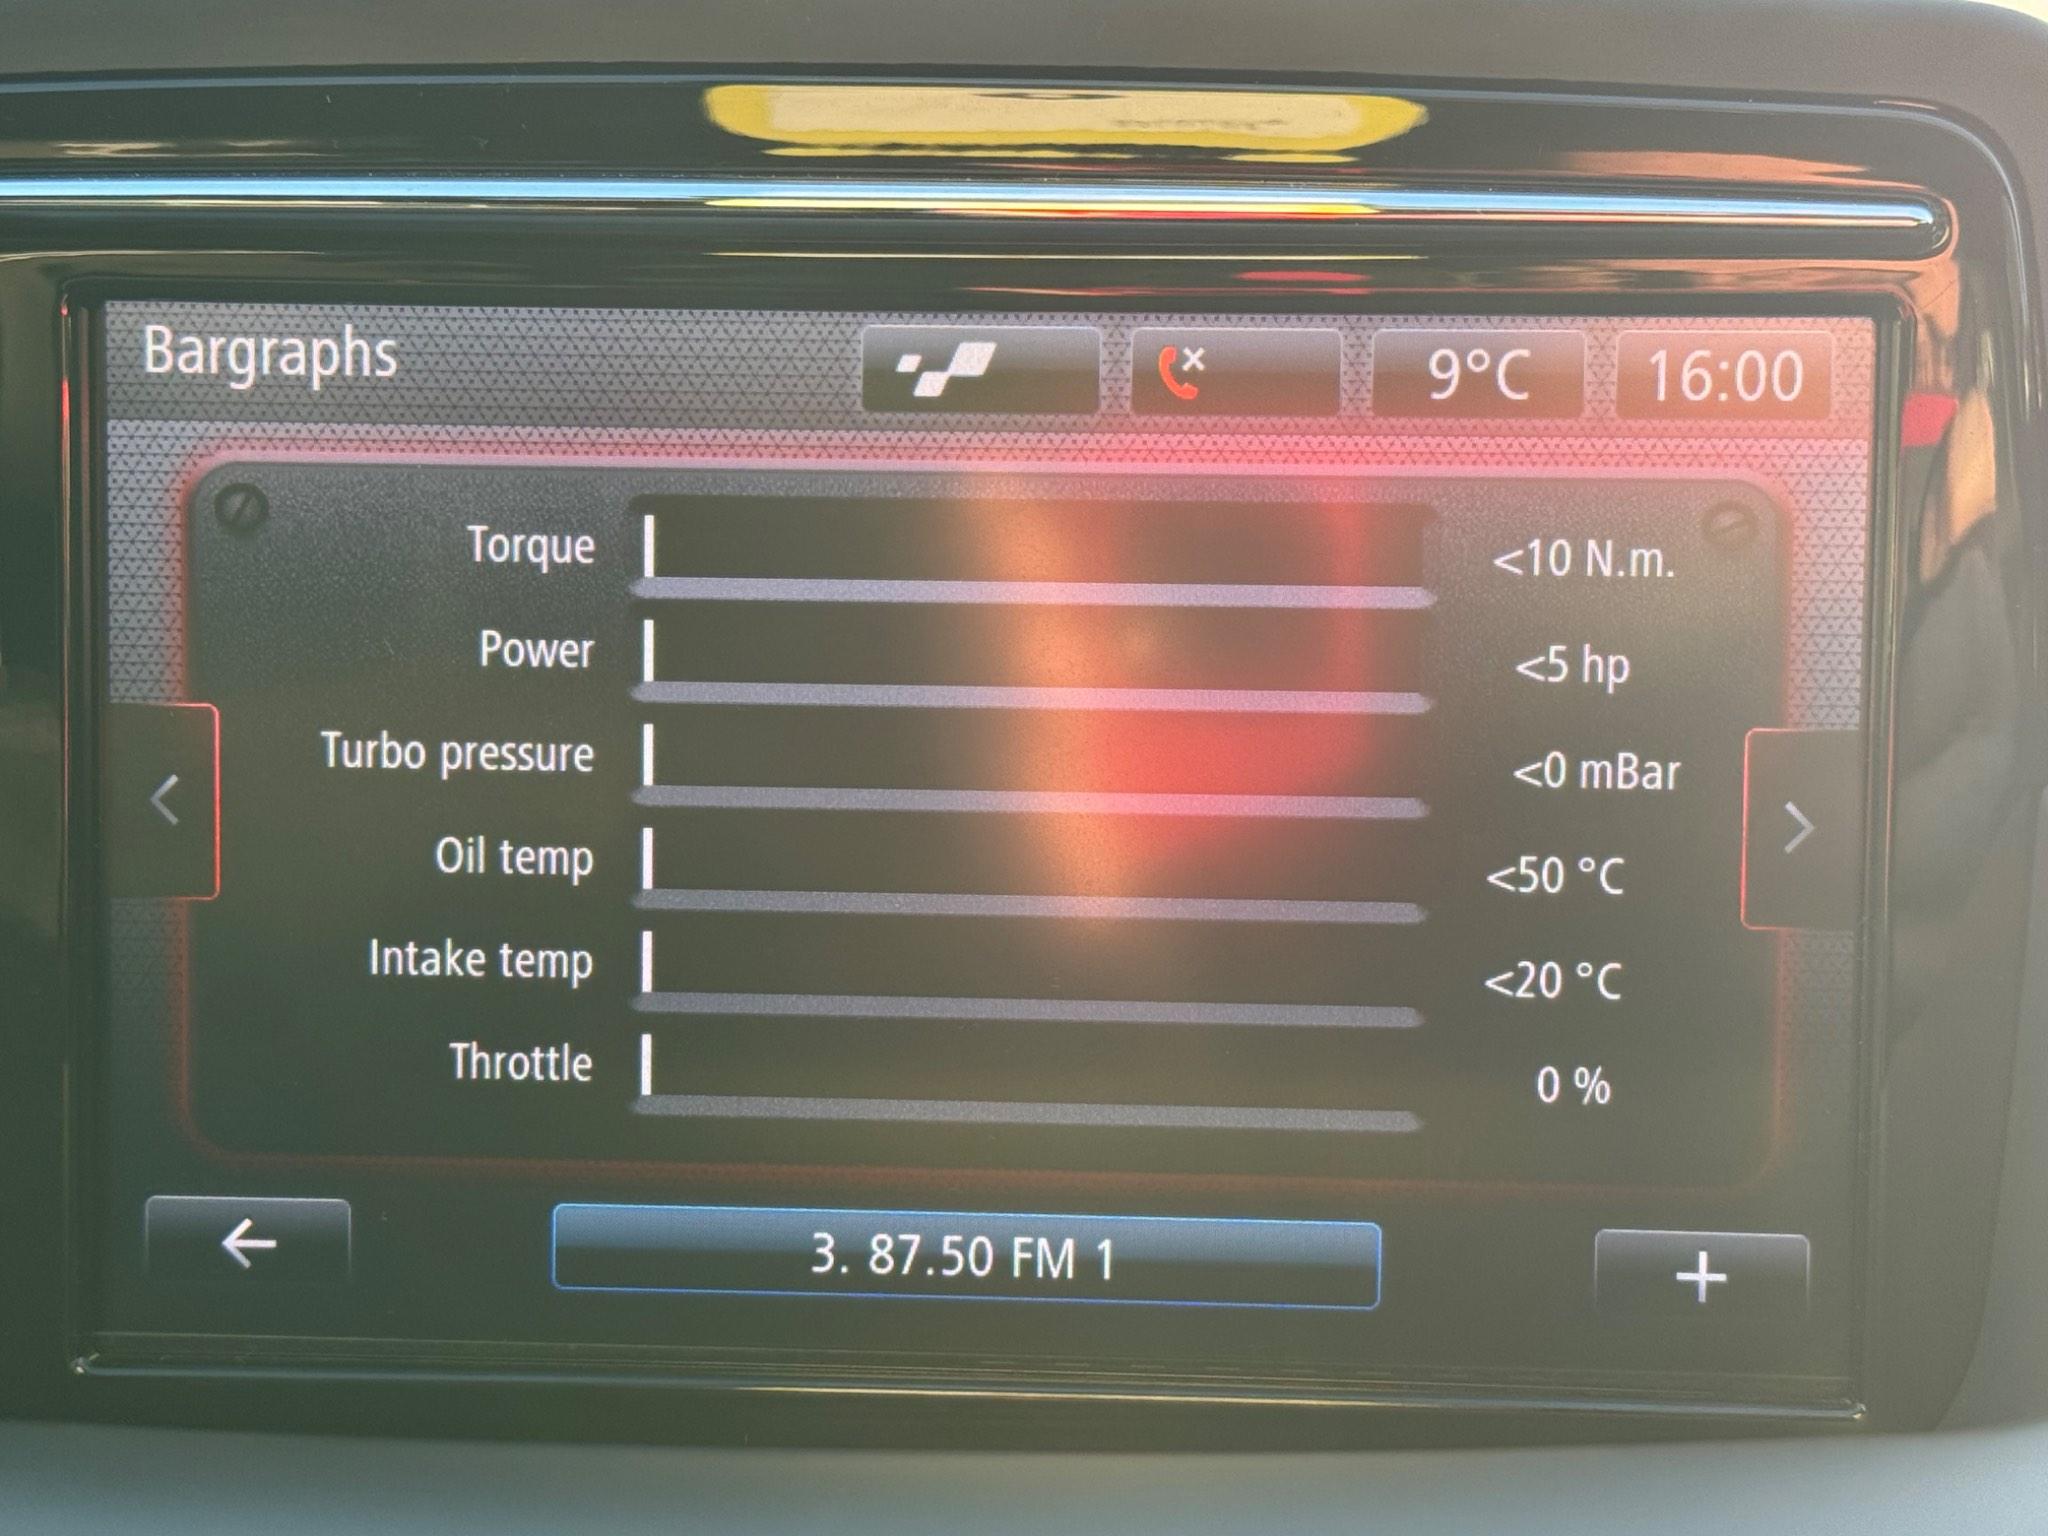 Bargraphs 9°C 16:00
Torque <10 N.m.
Power <5 hp
Turbo pressure <0 mBar
Oil temp <50 °C
Intake temp <20 °C
Throttle 0 %
3. 87.50 FM 1